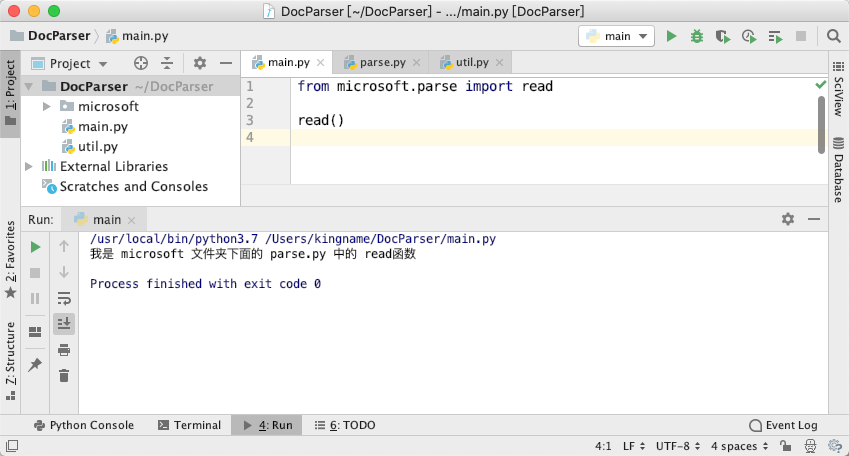 DocParser [~/DocParser] - .../main.py [DocParser]
DocParser main.py main
1: Project
Project
DocParser ~/DocParser
microsoft
main.py
util.py
External Libraries
Scratches and Consoles
main.py parse.py util.py
1 from microsoft.parse import read
2
3 read()
4
SciView
Database
Run: main
/usr/local/bin/python3.7 /Users/kingname/DocParser/main.py
我是 microsoft 文件夹下面的 parse.py 中的 read函数
Process finished with exit code 0
2: Favorites
Z: Structure
Python Console Terminal 4: Run 6: TODO Event Log
4:1 LF UTF-8 4 spaces